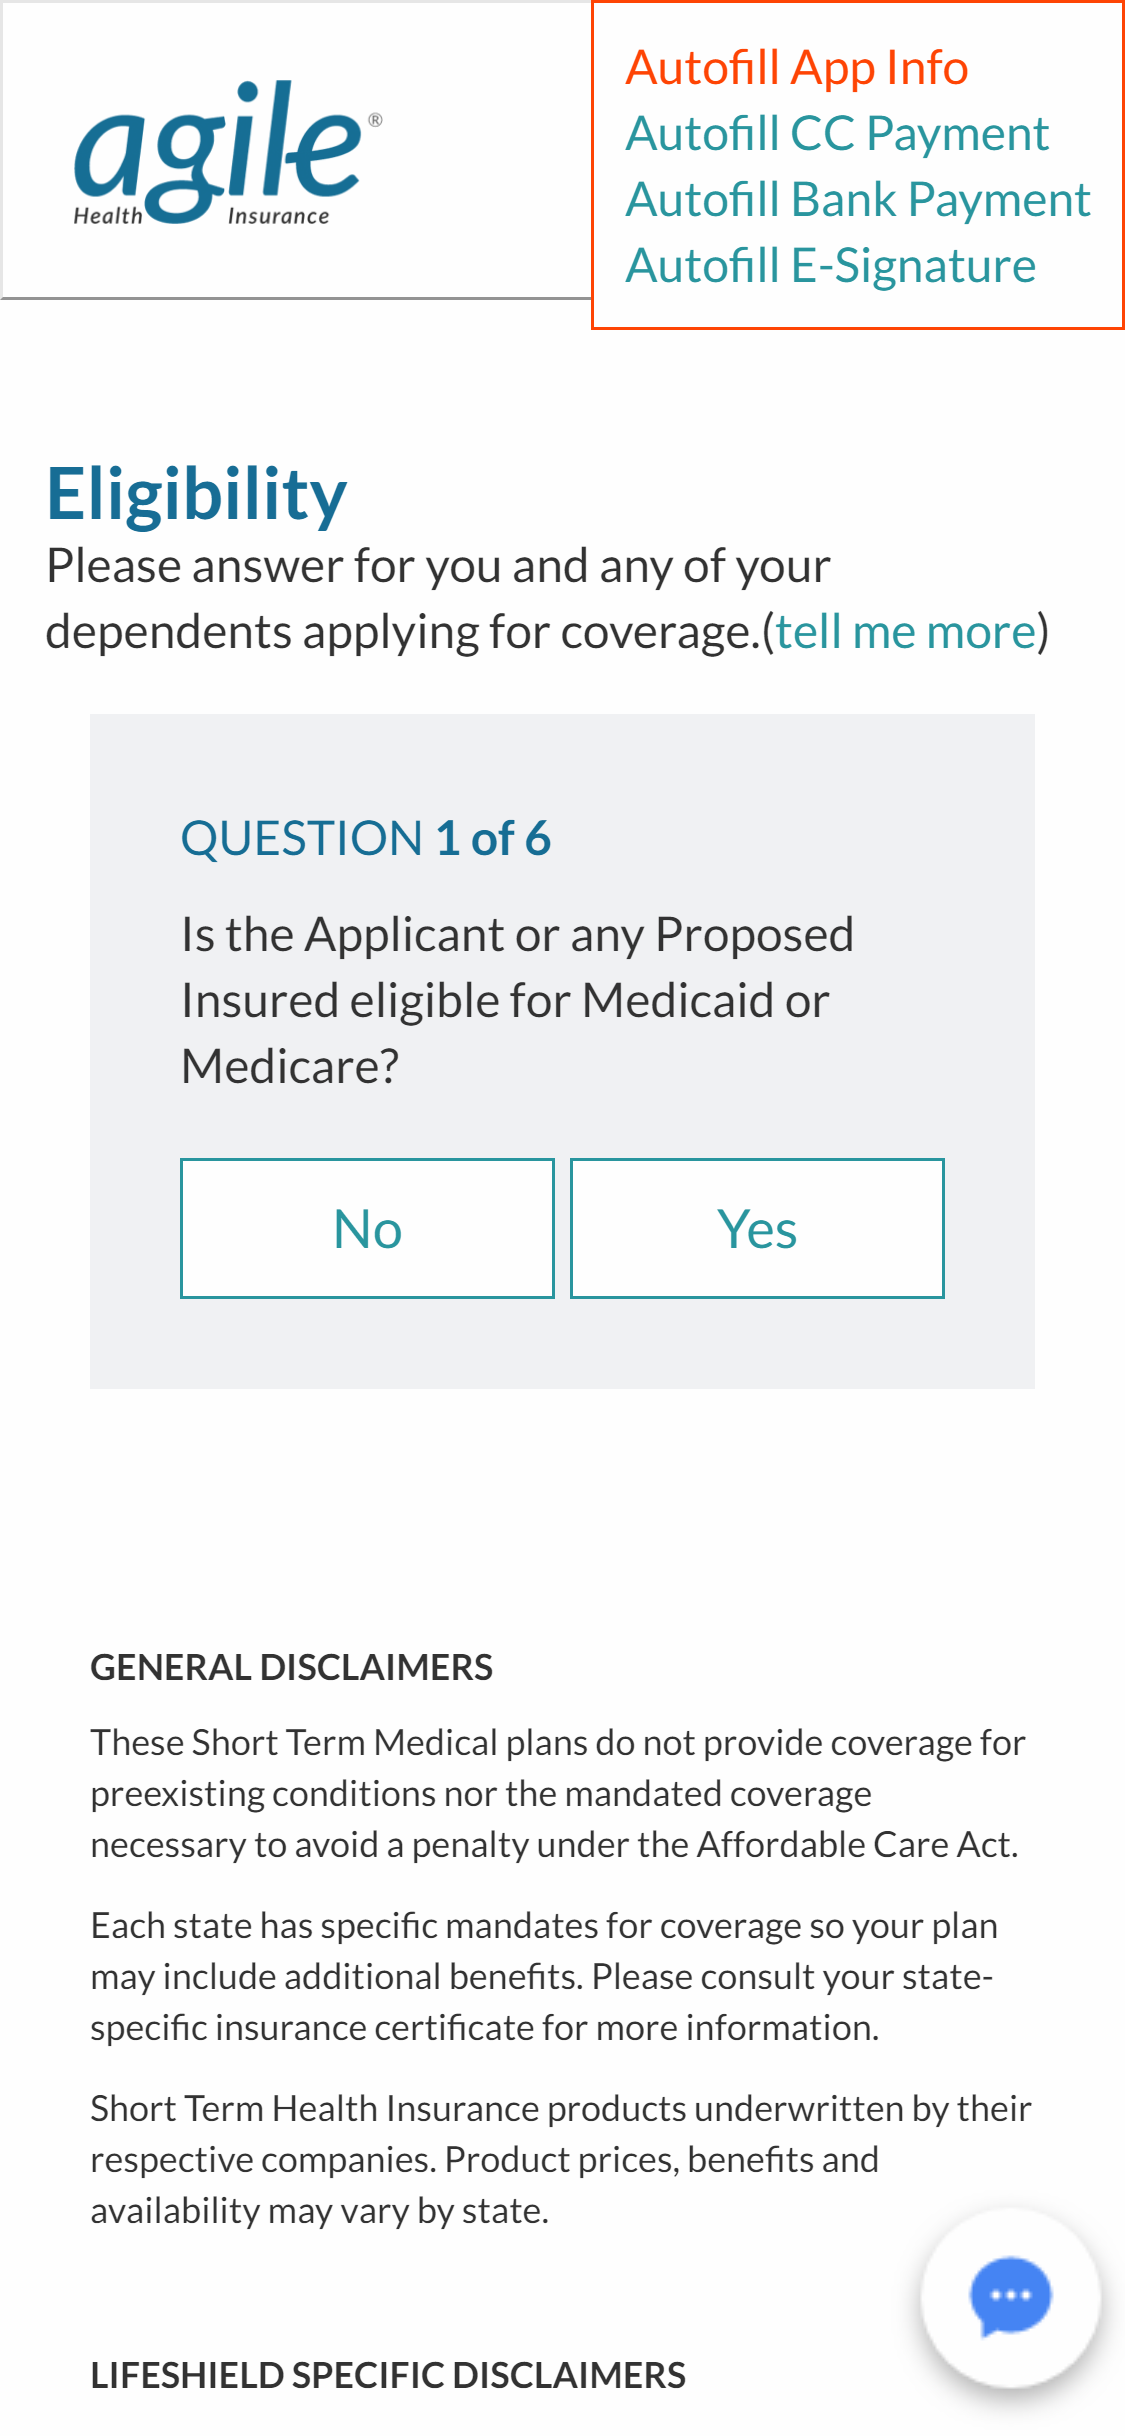 agile®
Health Insurance
Autofill App Info
Autofill CC Payment
Autofill Bank Payment
Autofill E-Signature
Eligibility
Please answer for you and any of your
dependents applying for coverage.(tell me more)
QUESTION 1 of 6
Is the Applicant or any Proposed
Insured eligible for Medicaid or
Medicare?
No
Yes
GENERAL DISCLAIMERS
These Short Term Medical plans do not provide coverage for
preexisting conditions nor the mandated coverage
necessary to avoid a penalty under the Affordable Care Act.
Each state has specific mandates for coverage so your plan
may include additional benefits. Please consult your state-
specific insurance certificate for more information.
Short Term Health Insurance products underwritten by their
respective companies. Product prices, benefits and
availability may vary by state.
LIFESHIELD SPECIFIC DISCLAIMERS